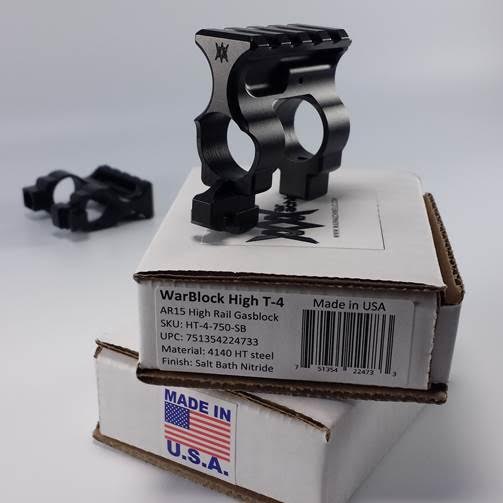 WarBlock High T-4
Made in USA
AR15 High Rail Gasblock
SKU: HT-4-750-SB
UPC: 751354224733
Material: 4140 HT steel
Finish: Salt Bath Nitride
7 51354 22473 3
MADE IN
U.S.A.